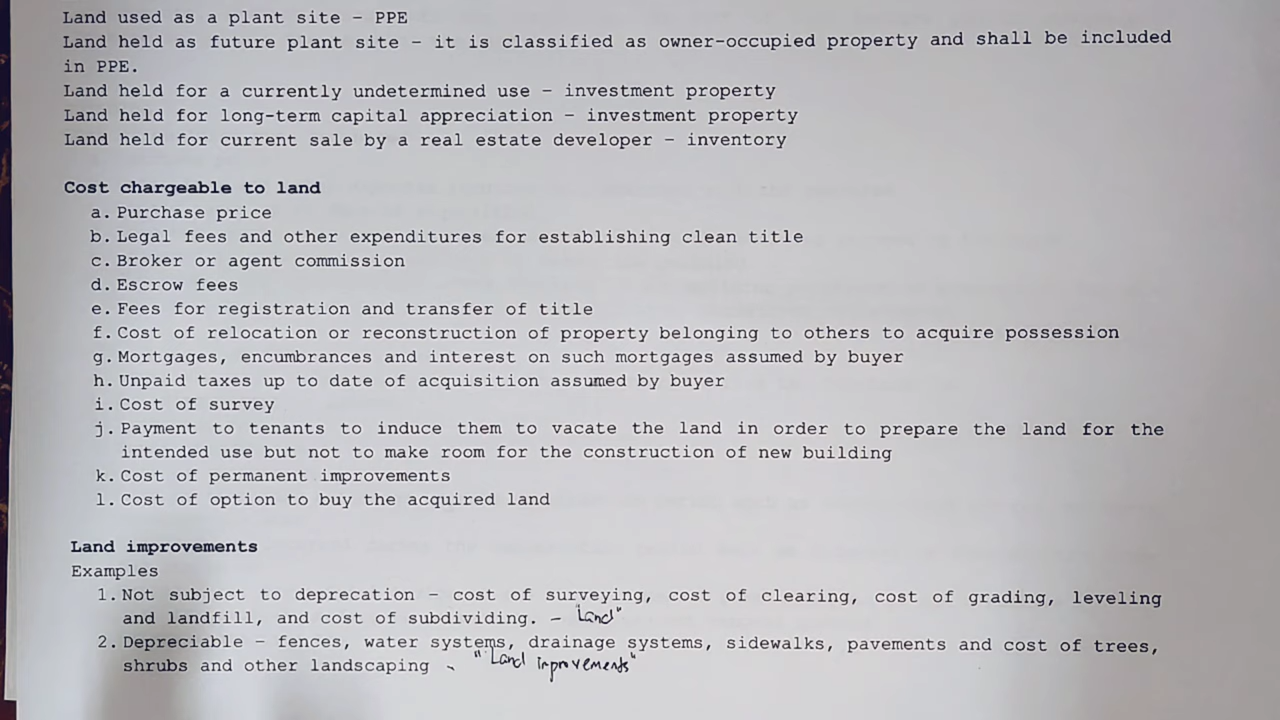 Land used as a plant site – PPE
Land held as future plant site – it is classified as owner-occupied property and shall be included
in PPE.
Land held for a currently undetermined use – investment property
Land held for long-term capital appreciation – investment property
Land held for current sale by a real estate developer – inventory
Cost chargeable to land
a. Purchase price
b. Legal fees and other expenditures for establishing clean title
c. Broker or agent commission
d. Escrow fees
e. Fees for registration and transfer of title
f. Cost of relocation or reconstruction of property belonging to others to acquire possession
g. Mortgages, encumbrances and interest on such mortgages assumed by buyer
h. Unpaid taxes up to date of acquisition assumed by buyer
i. Cost of survey
j. Payment to tenants to induce them to vacate the land in order to prepare the land for the
intended use but not to make room for the construction of new building
k. Cost of permanent improvements
l. Cost of option to buy the acquired land
Land improvements
Examples
1. Not subject to deprecation – cost of surveying, cost of clearing, cost of grading, leveling
and landfill, and cost of subdividing. – "Land"
2. Depreciable – fences, water systems, drainage systems, sidewalks, pavements and cost of trees,
shrubs and other landscaping - "Land improvements"